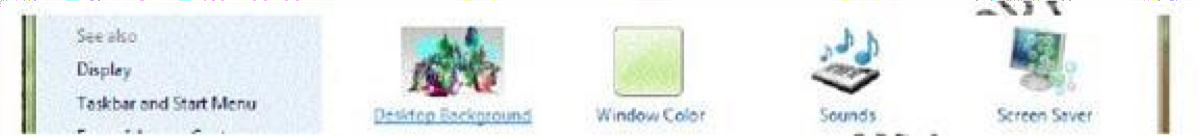 See also
Display
Taskbar and Start Menu
Desktop Background
Window Color
Sounds
Screen Saver